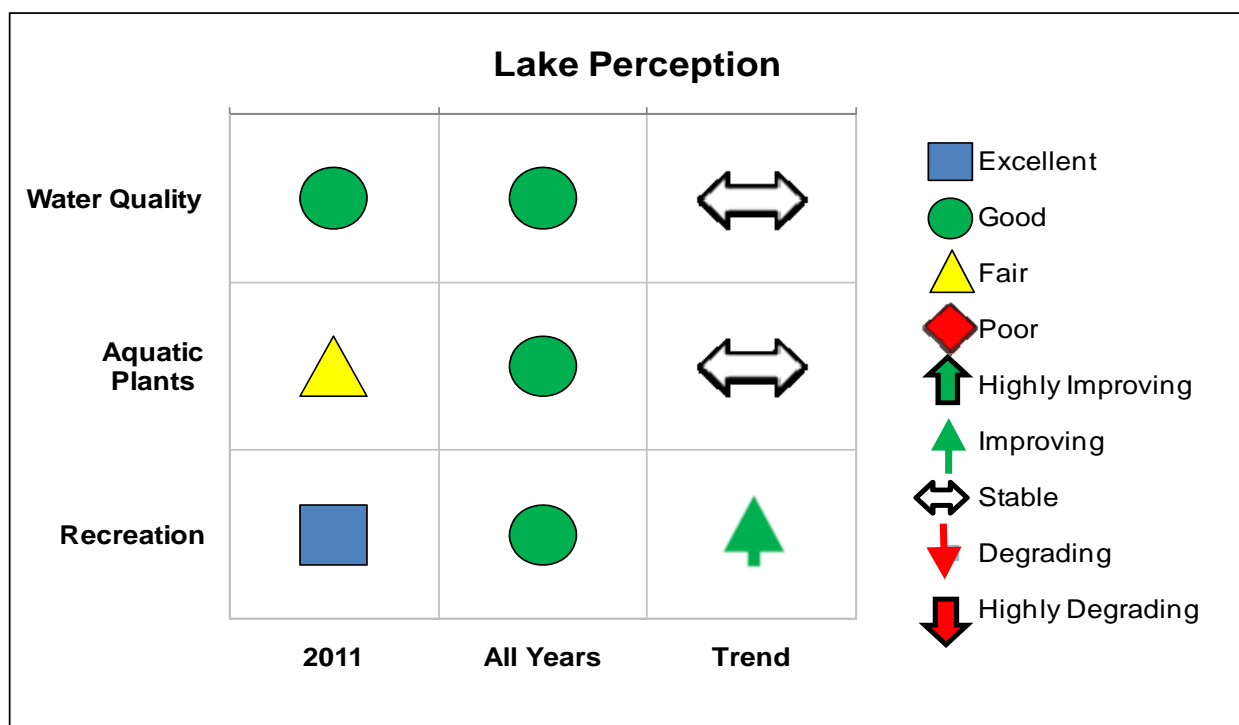 Lake Perception
Water Quality
Aquatic
Plants
Recreation
2011
All Years
Trend
Excellent
Good
Fair
Poor
Highly Improving
Improving
Stable
Degrading
Highly Degrading